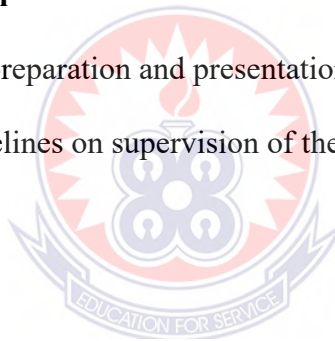 reparation and presentation
elines on supervision of the
EDUCATION FOR SERVICE